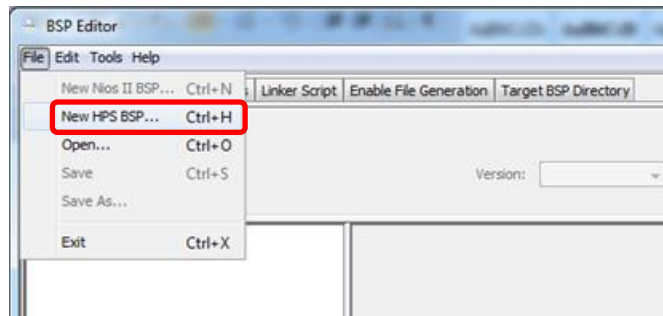 BSP Editor
File Edit Tools Help
New Nios II BSP... Ctrl+N
Linker Script Enable File Generation Target BSP Directory
New HPS BSP... Ctrl+H
Open... Ctrl+O
Save Ctrl+S
Version:
Save As...
Exit Ctrl+X